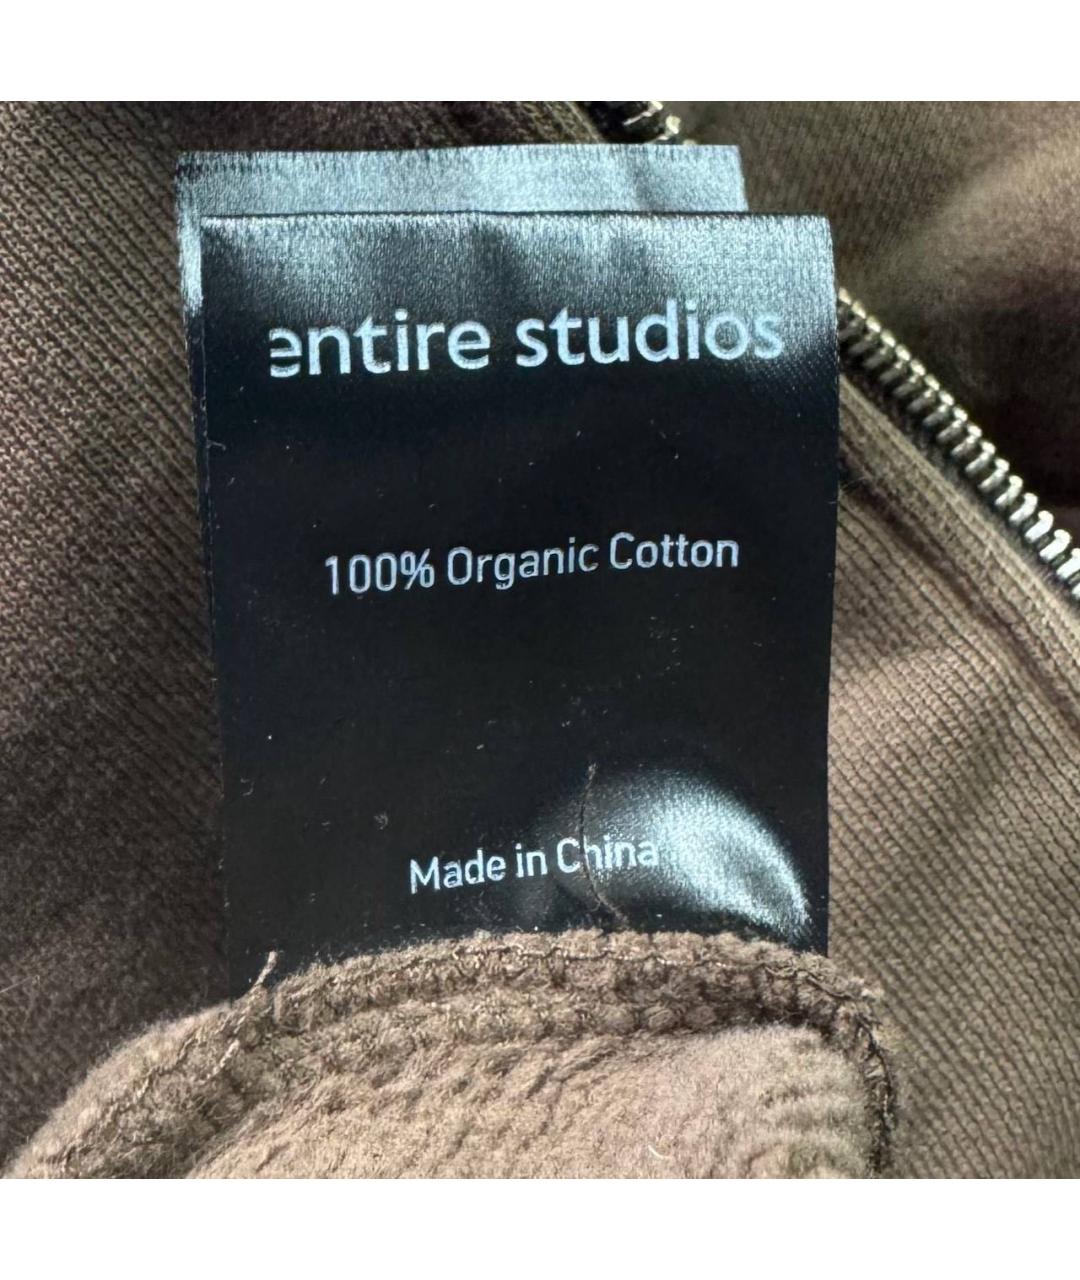 entire studios
100% Organic Cotton
Made in China